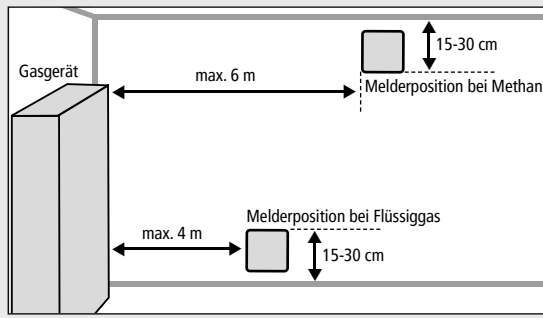 15-30 cm
Gasgerät
max. 6 m
Melderposition bei Methan
Melderposition bei Flüssiggas
max. 4 m
15-30 cm